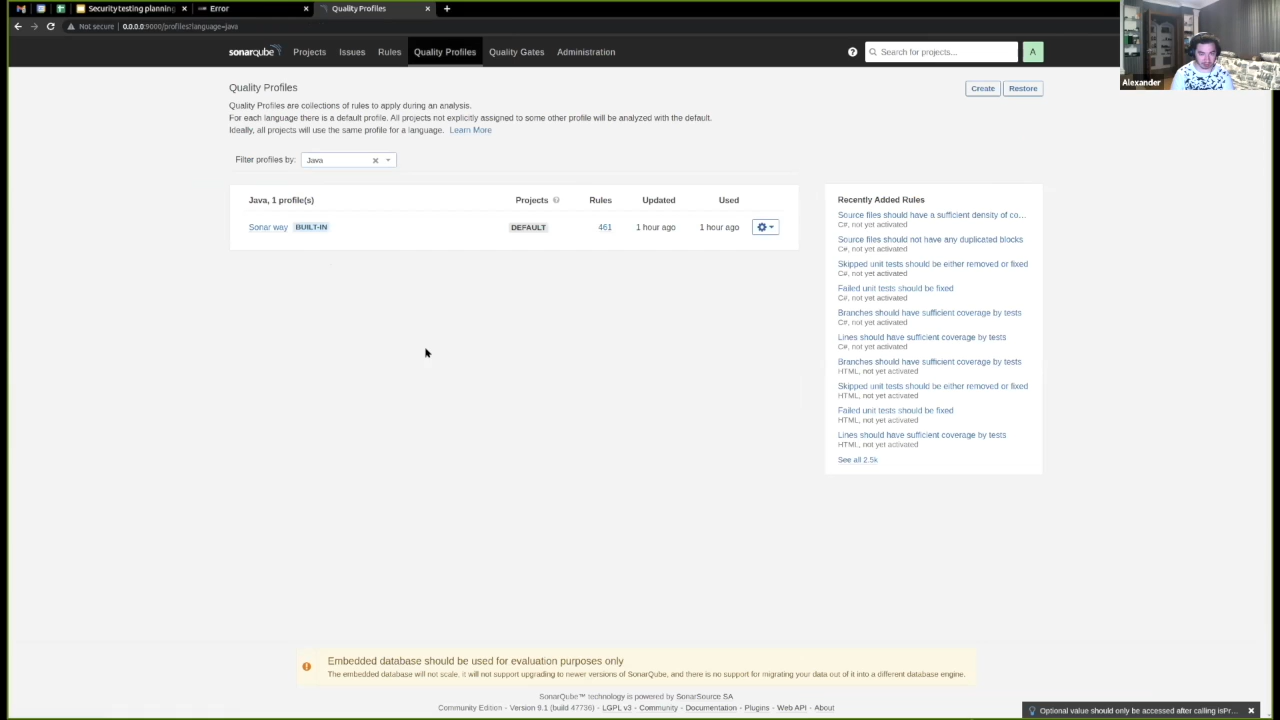 Security testing planning
Error
Quality Profiles
Not secure
0.0.0.0:9000/profiles?language=java
Alexander
sonarqube
Projects
Issues
Rules
Quality Profiles
Quality Gates
Administration
?
Search for projects...
A
Quality Profiles
Create
Restore
Quality Profiles are collections of rules to apply during an analysis.
For each language there is a default profile. All projects not explicitly assigned to some other profile will be analyzed with the default.
Ideally, all projects will use the same profile for a language. Learn More
Filter profiles by:
Java
Java, 1 profile(s)
Projects
Rules
Updated
Used
Sonar way
BUILT-IN
DEFAULT
461
1 hour ago
1 hour ago
Recently Added Rules
Source files should have a sufficient density of co...
C#, not yet activated
Source files should not have any duplicated blocks
C#, not yet activated
Skipped unit tests should be either removed or fixed
C#, not yet activated
Failed unit tests should be fixed
C#, not yet activated
Branches should have sufficient coverage by tests
C#, not yet activated
Lines should have sufficient coverage by tests
C#, not yet activated
Branches should have sufficient coverage by tests
HTML, not yet activated
Skipped unit tests should be either removed or fixed
HTML, not yet activated
Failed unit tests should be fixed
HTML, not yet activated
Lines should have sufficient coverage by tests
HTML, not yet activated
See all 2.5k
Embedded database should be used for evaluation purposes only
The embedded database will not scale, it will not support upgrading to newer versions of SonarQube, and there is no support for migrating your data out of it into a different database engine.
SonarQube™ technology is powered by SonarSource SA
Community Edition - Version 9.1 (build 47736) - LGPL v3 - Community - Documentation - Plugins - Web API - About
Optional value should only be accessed after calling isPr...